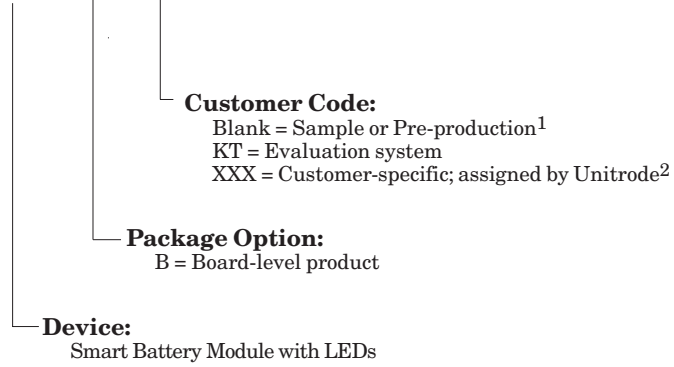 Customer Code:
Blank = Sample or Pre-production1
KT = Evaluation system
XXX = Customer-specific; assigned by Unitrode2
Package Option:
B = Board-level product
Device:
Smart Battery Module with LEDs